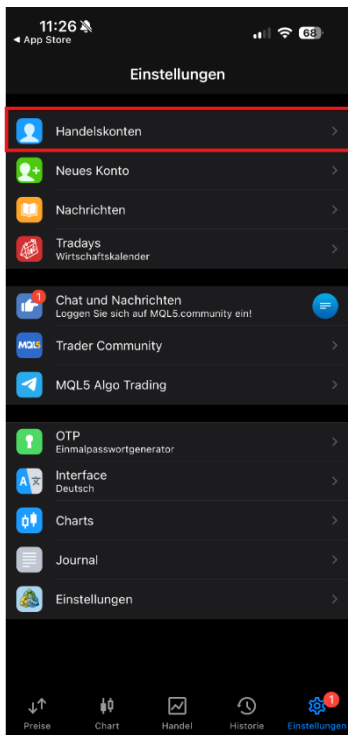 11:26
◀ App Store
68
Einstellungen
Handelskonten
Neues Konto
Nachrichten
Tradays
Wirtschaftskalender
1
Chat und Nachrichten
Loggen Sie sich auf MQL5.community ein!
MQL5
Trader Community
MQL5 Algo Trading
OTP
Einmalpasswortgenerator
A
文
Interface
Deutsch
Charts
Journal
Einstellungen
1
Preise
Chart
Handel
Historie
Einstellungen